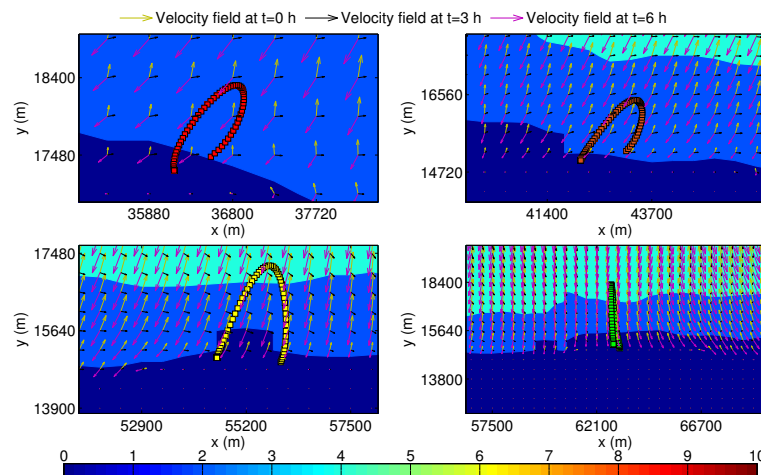 Velocity field at t=0 h Velocity field at t=3 h Velocity field at t=6 h
18400
17480
y (m)
35880 36800 37720
x (m)
16560
14720
y (m)
41400 43700
x (m)
17480
15640
13900
y (m)
52900 55200 57500
x (m)
18400
15640
13800
y (m)
57500 62100 66700
x (m)
0 1 2 3 4 5 6 7 8 9 10